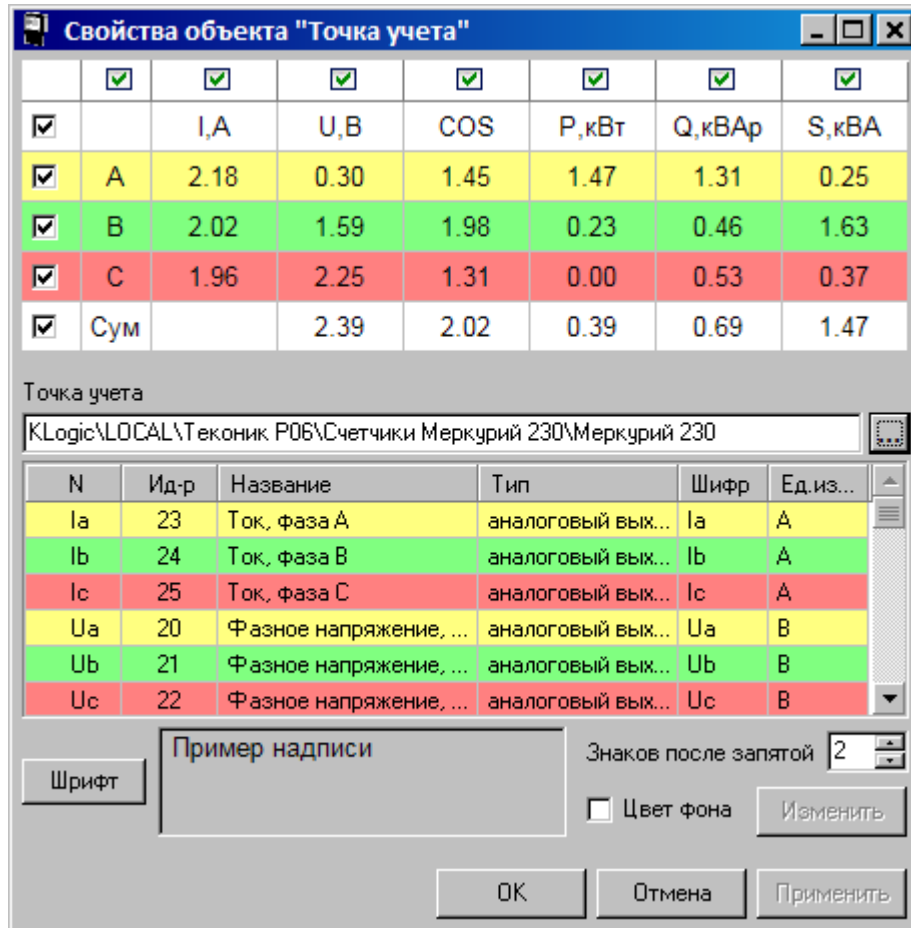 Свойства объекта "Точка учета"
I,A U,B COS P,кВт Q,кВАр S,кВА
A 2.18 0.30 1.45 1.47 1.31 0.25
B 2.02 1.59 1.98 0.23 0.46 1.63
C 1.96 2.25 1.31 0.00 0.53 0.37
Сум 2.39 2.02 0.39 0.69 1.47
Точка учета
KLogic\LOCAL\Теконик P06\Счетчики Меркурий 230\Меркурий 230 ...
N Ид-р Название Тип Шифр Ед.из...
Ia 23 Ток, фаза А аналоговый вых... Ia А
Ib 24 Ток, фаза В аналоговый вых... Ib А
Ic 25 Ток, фаза С аналоговый вых... Ic А
Ua 20 Фазное напряжение, ... аналоговый вых... Ua В
Ub 21 Фазное напряжение, ... аналоговый вых... Ub В
Uc 22 Фазное напряжение, ... аналоговый вых... Uc В
Шрифт Пример надписи Знаков после запятой 2
Цвет фона Изменить
OK Отмена Применить